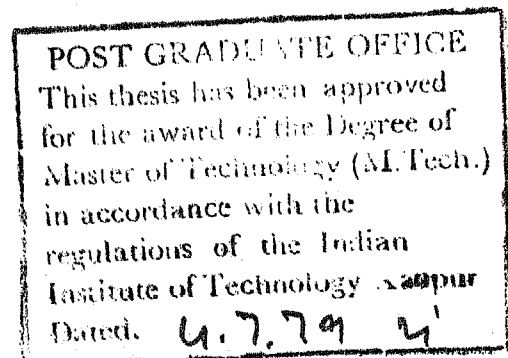 POST GRADUATE OFFICE
This thesis has been approved
for the award of the Degree of
Master of Technology (M.Tech.)
in accordance with the
regulations of the Indian
Institute of Technology Kanpur
Dated. 4.7.79